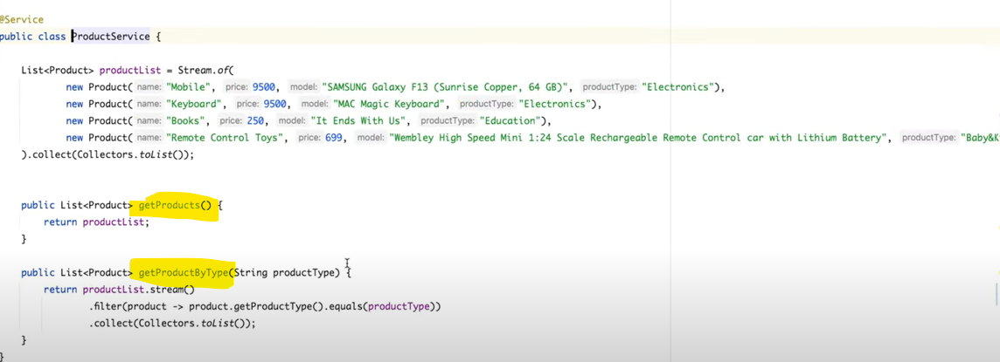 @Service
public class ProductService {
List<Product> productList = Stream.of(
new Product( name: "Mobile", price: 9500, model: "SAMSUNG Galaxy F13 (Sunrise Copper, 64 GB)", productType: "Electronics"),
new Product( name: "Keyboard", price: 9500, model: "MAC Magic Keyboard", productType: "Electronics"),
new Product( name: "Books", price: 250, model: "It Ends With Us", productType: "Education"),
new Product( name: "Remote Control Toys", price: 699, model: "Wembley High Speed Mini 1:24 Scale Rechargeable Remote Control car with Lithium Battery", productType: "Baby&K
).collect(Collectors.toList());
public List<Product> getProducts() {
return productList;
}
public List<Product> getProductByType(String productType) {
return productList.stream()
.filter(product -> product.getProductType().equals(productType))
.collect(Collectors.toList());
}
}